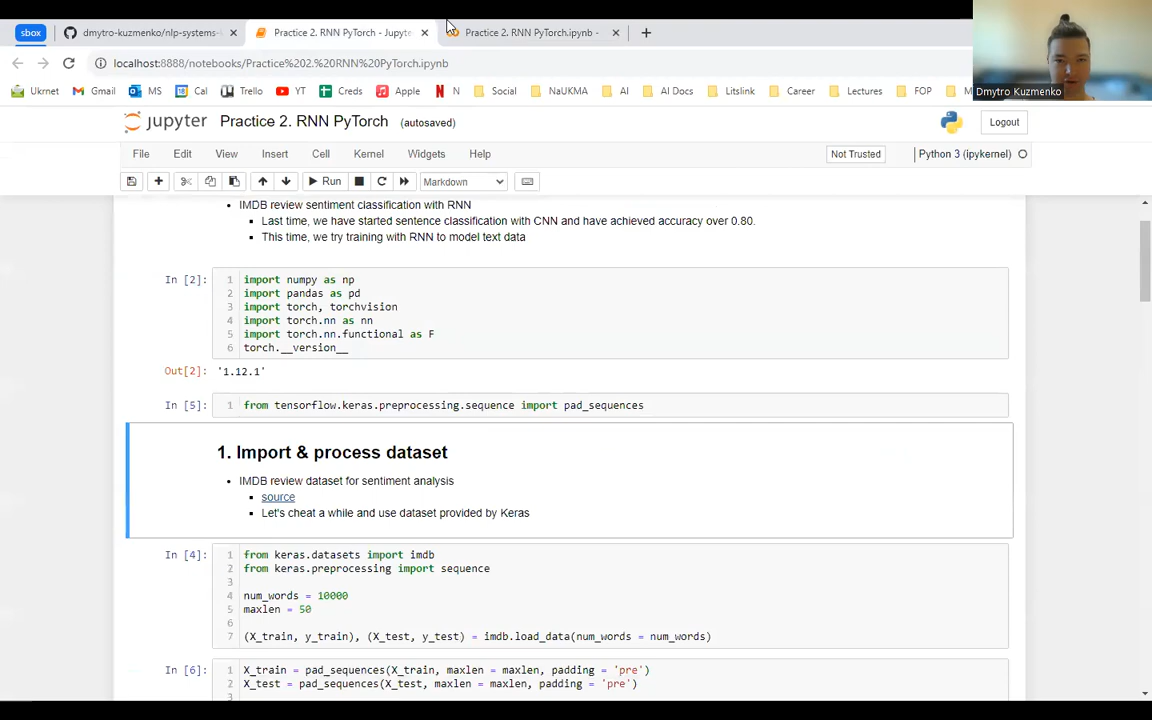 sbox
dmytro-kuzmenko/nlp-systems-
Practice 2. RNN PyTorch - Jupyte
Practice 2. RNN PyTorch.ipynb -
localhost:8888/notebooks/Practice%202.%20RNN%20PyTorch.ipynb
Ukrnet
Gmail
MS
Cal
Trello
YT
Creds
Apple
N
Social
NaUKMA
AI
AI Docs
Litslink
Career
Lectures
FOP
Dmytro Kuzmenko
jupyter
Practice 2. RNN PyTorch
(autosaved)
Logout
File
Edit
View
Insert
Cell
Kernel
Widgets
Help
Not Trusted
Python 3 (ipykernel)
Run
Markdown
IMDB review sentiment classification with RNN
Last time, we have started sentence classification with CNN and have achieved accuracy over 0.80.
This time, we try training with RNN to model text data
In [2]:
1 import numpy as np
2 import pandas as pd
3 import torch, torchvision
4 import torch.nn as nn
5 import torch.nn.functional as F
6 torch.__version__
Out[2]: '1.12.1'
In [5]:
1 from tensorflow.keras.preprocessing.sequence import pad_sequences
1. Import & process dataset
IMDB review dataset for sentiment analysis
source
Let's cheat a while and use dataset provided by Keras
In [4]:
1 from keras.datasets import imdb
2 from keras.preprocessing import sequence
3
4 num_words = 10000
5 maxlen = 50
6
7 (X_train, y_train), (X_test, y_test) = imdb.load_data(num_words = num_words)
In [6]:
1 X_train = pad_sequences(X_train, maxlen = maxlen, padding = 'pre')
2 X_test = pad_sequences(X_test, maxlen = maxlen, padding = 'pre')